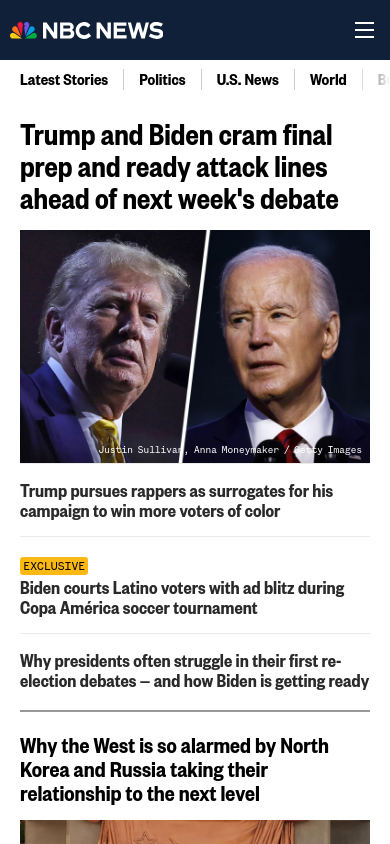 NBC NEWS
Latest Stories
Politics
U.S. News
World
Trump and Biden cram final
prep and ready attack lines
ahead of next week's debate
Justin Sullivan, Anna Moneymaker / Getty Images
Trump pursues rappers as surrogates for his
campaign to win more voters of color
EXCLUSIVE
Biden courts Latino voters with ad blitz during
Copa América soccer tournament
Why presidents often struggle in their first re-
election debates — and how Biden is getting ready
Why the West is so alarmed by North
Korea and Russia taking their
relationship to the next level